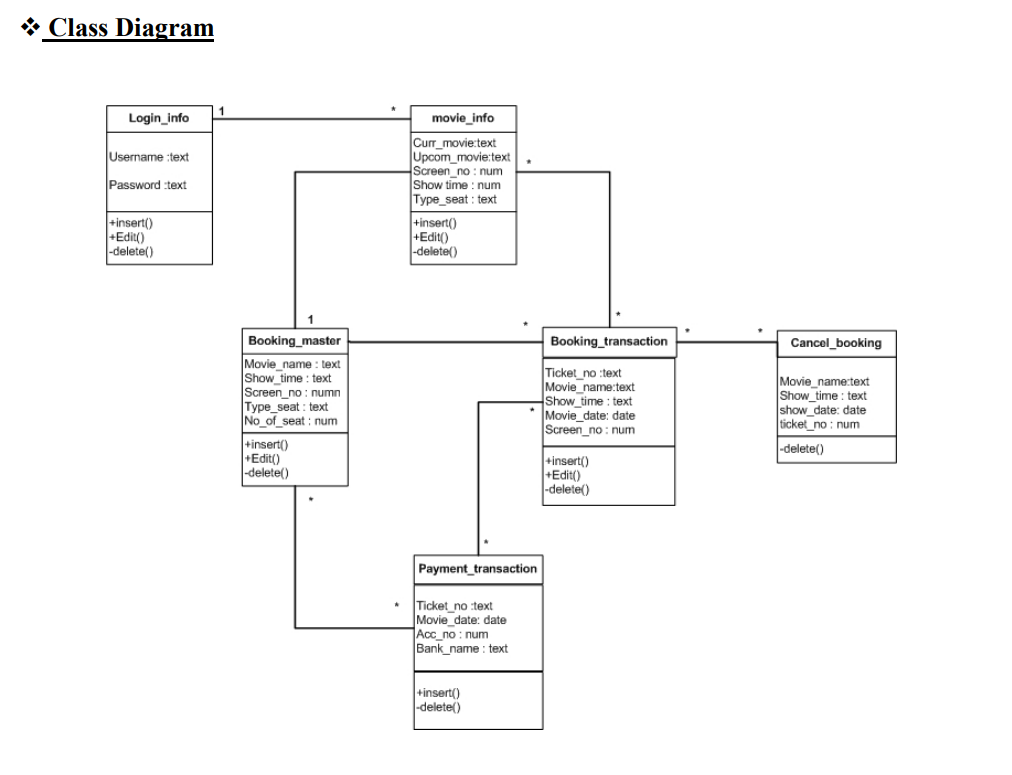 ❖ Class Diagram
1
*
Login_info
Username :text
Password :text
+insert()
+Edit()
-delete()
movie_info
Curr_movie:text
Upcom_movie:text
Screen_no : num
Show time : num
Type_seat : text
+insert()
+Edit()
-delete()
*
1
*
*
*
*
Booking_master
Movie_name : text
Show_time : text
Screen_no : numn
Type_seat : text
No_of_seat : num
+insert()
+Edit()
-delete()
*
Booking_transaction
Ticket_no :text
Movie_name:text
Show_time : text
Movie_date: date
Screen_no : num
+insert()
+Edit()
-delete()
*
Cancel_booking
Movie_name:text
Show_time : text
show_date: date
ticket_no : num
-delete()
*
*
Payment_transaction
Ticket_no :text
Movie_date: date
Acc_no : num
Bank_name : text
+insert()
-delete()